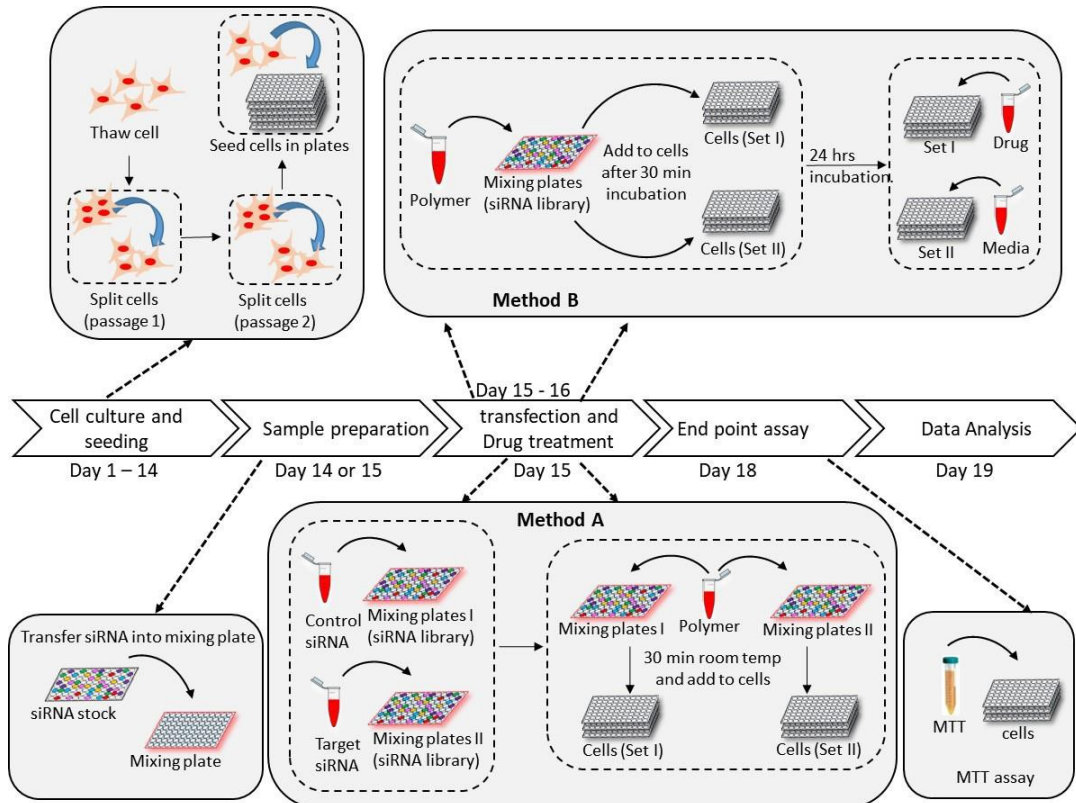 Thaw cell
Seed cells in plates
Split cells
(passage 1)
Split cells
(passage 2)
Polymer
Mixing plates
(siRNA library)
Add to cells
after 30 min
incubation
Cells (Set I)
Cells (Set II)
24 hrs
incubation
Set I
Drug
Set II
Media
Method B
Cell culture and
seeding
Day 1 – 14
Sample preparation
Day 14 or 15
Day 15 - 16
transfection and
Drug treatment
Day 15
End point assay
Day 18
Data Analysis
Day 19
Transfer siRNA into mixing plate
siRNA stock
Mixing plate
Method A
Control
siRNA
Mixing plates I
(siRNA library)
Target
siRNA
Mixing plates II
(siRNA library)
Mixing plates I
Polymer
Mixing plates II
30 min room temp
and add to cells
Cells (Set I)
Cells (Set II)
MTT
cells
MTT assay